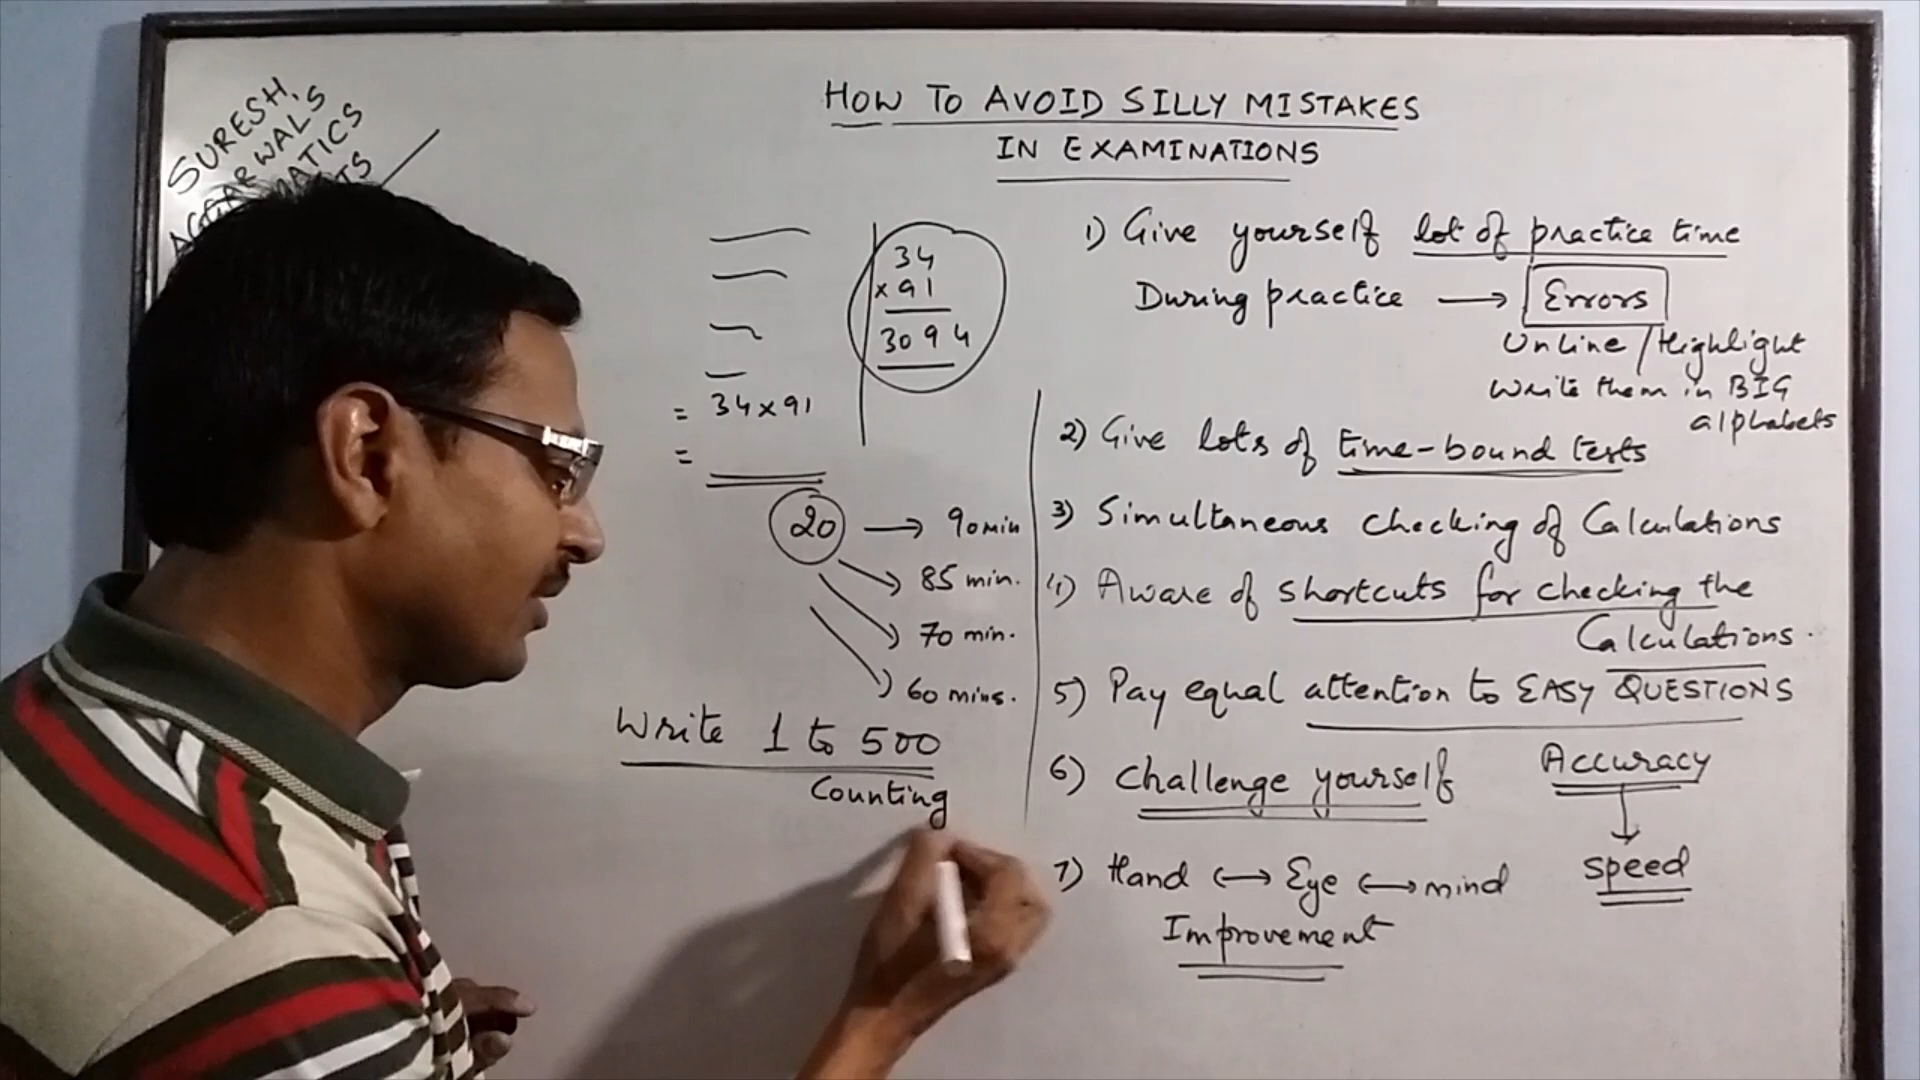 SURESH
AGGARWAL'S
HOW TO AVOID SILLY MISTAKES
IN EXAMINATIONS
34
x 91
3094
= 34 x 91
=
20 → 90 min
→ 85 min.
→ 70 min.
60 mins.
Write 1 to 500
Counting
1) Give yourself lot of practice time
During practice → Errors
UnLine / Highlight
write them in BIG
alphabets
2) Give lots of time-bound tests
3) Simultaneous checking of Calculations
4) Aware of shortcuts for checking the
Calculations.
5) Pay equal attention to EASY QUESTIONS
6) Challenge yourself
Accuracy
↓
Speed
7) Hand ↔ Eye ↔ mind
Improvement